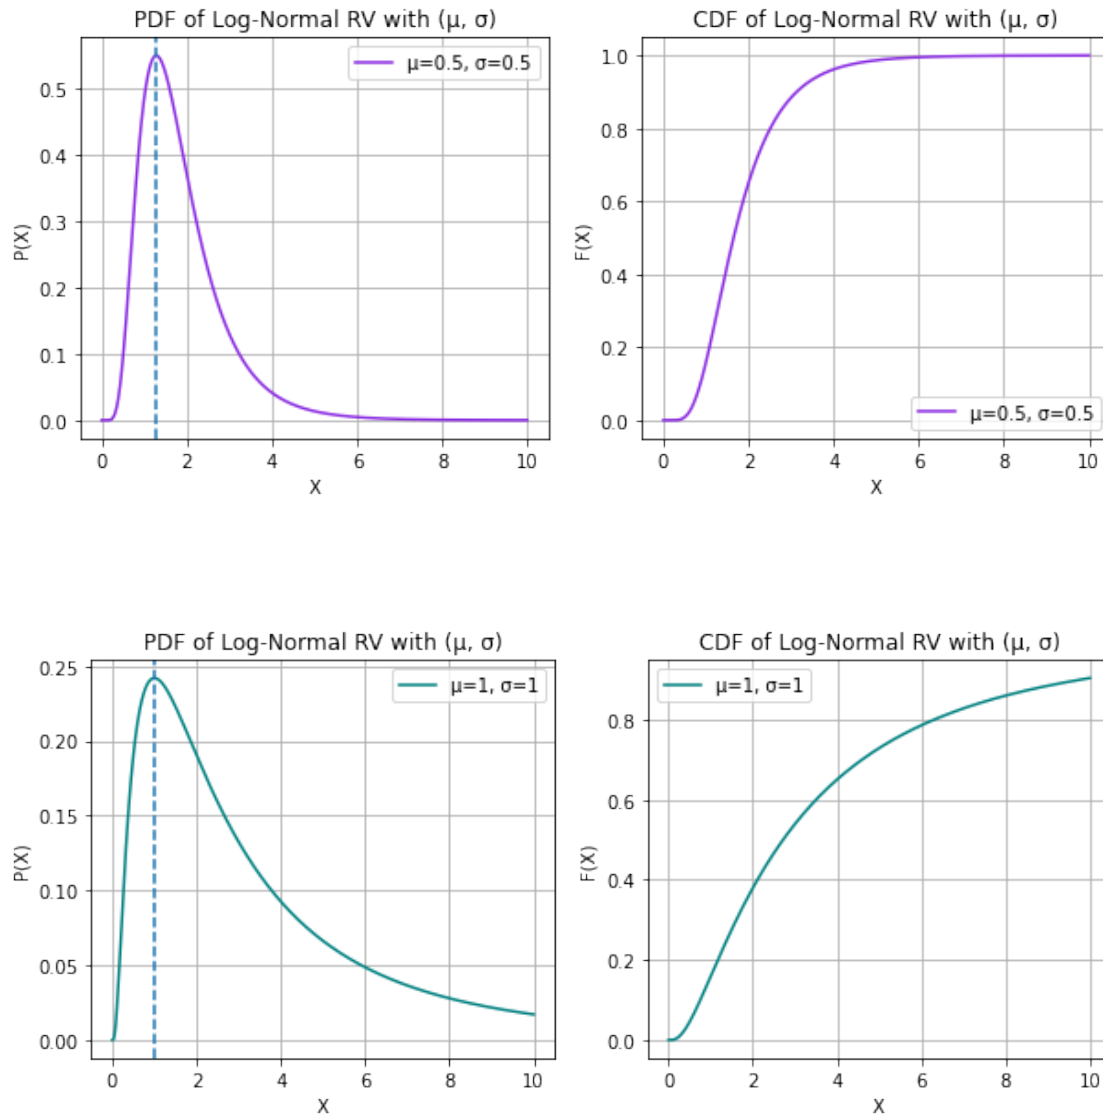 PDF of Log-Normal RV with (μ, σ)
μ=0.5, σ=0.5
0.5
0.4
0.3
0.2
0.1
0.0
P(X)
0 2 4 6 8 10
X
CDF of Log-Normal RV with (μ, σ)
1.0
0.8
0.6
0.4
0.2
0.0
F(X)
μ=0.5, σ=0.5
0 2 4 6 8 10
X
PDF of Log-Normal RV with (μ, σ)
μ=1, σ=1
0.25
0.20
0.15
0.10
0.05
0.00
P(X)
0 2 4 6 8 10
X
CDF of Log-Normal RV with (μ, σ)
μ=1, σ=1
0.8
0.6
0.4
0.2
0.0
F(X)
0 2 4 6 8 10
X